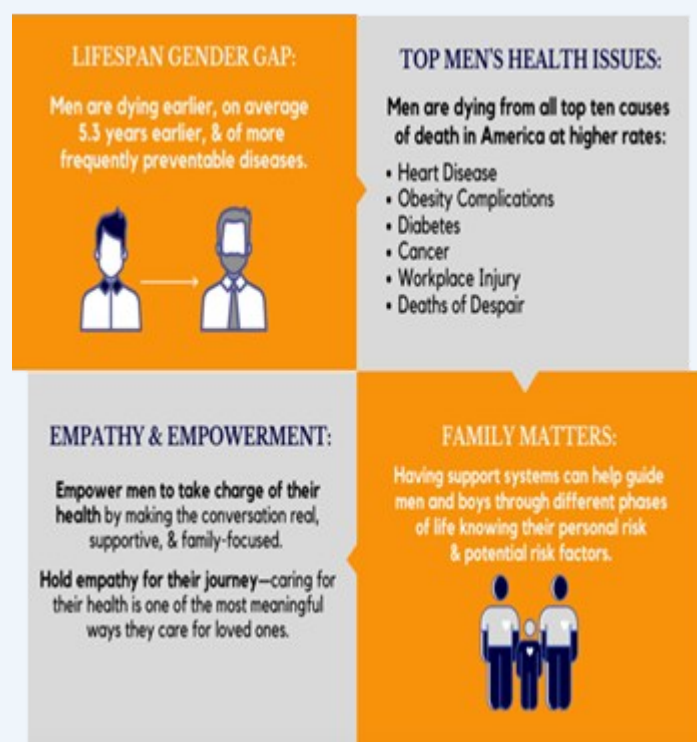 LIFESPAN GENDER GAP:
Men are dying earlier, on average
5.3 years earlier, & of more
frequently preventable diseases.
TOP MEN'S HEALTH ISSUES:
Men are dying from all top ten causes
of death in America at higher rates:
• Heart Disease
• Obesity Complications
• Diabetes
• Cancer
• Workplace Injury
• Deaths of Despair
EMPATHY & EMPOWERMENT:
Empower men to take charge of their
health by making the conversation real,
supportive, & family-focused.
Hold empathy for their journey—caring for
their health is one of the most meaningful
ways they care for loved ones.
FAMILY MATTERS:
Having support systems can help guide
men and boys through different phases
of life knowing their personal risk
& potential risk factors.